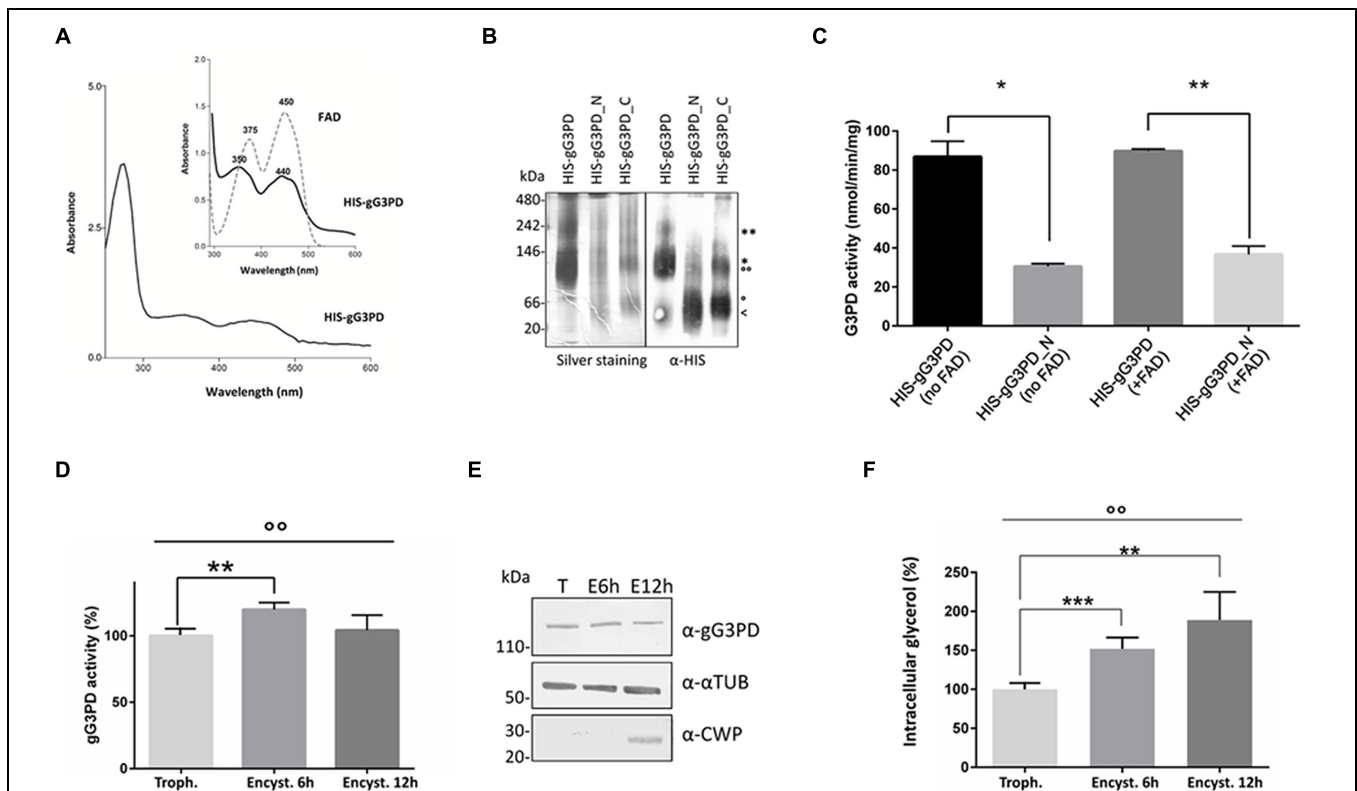 A
5.0
2.5
0.0
Absorbance
300
400
500
600
Wavelength (nm)
HIS-gG3PD
2.0
1.5
1.0
0.5
0.0
Absorbance
375
450
350
440
FAD
HIS-gG3PD
300
400
500
600
Wavelength (nm)
B
HIS-gG3PD
HIS-gG3PD_N
HIS-gG3PD_C
HIS-gG3PD
HIS-gG3PD_N
HIS-gG3PD_C
kDa
480-
242-
146-
66-
20-
**
*
°°
°
<
Silver staining
α-HIS
C
*
**
G3PD activity (nmol/min/mg)
100
80
60
40
20
0
HIS-gG3PD
(no FAD)
HIS-gG3PD_N
(no FAD)
HIS-gG3PD
(+FAD)
HIS-gG3PD_N
(+FAD)
D
°°
**
gG3PD activity (%)
100
50
0
Troph.
Encyst. 6h
Encyst. 12h
E
kDa
T
E6h
E12h
110-
α-gG3PD
50-
α-αTUB
30-
20-
α-CWP
F
°°
**
***
Intracellular glycerol (%)
250
200
150
100
50
0
Troph.
Encyst. 6h
Encyst. 12h